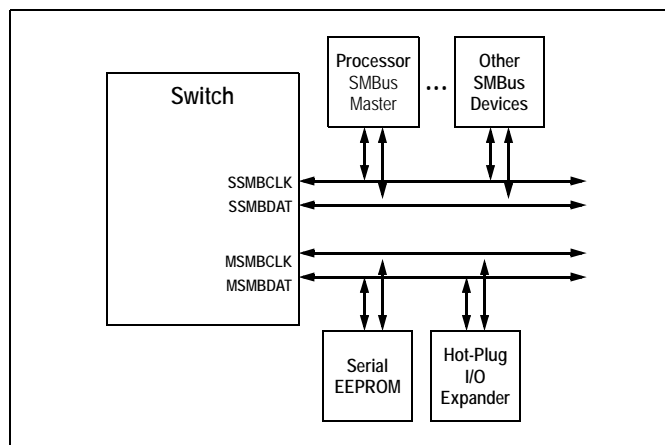 Processor
SMBus
Master
...
Other
SMBus
Devices
Switch
SSMBCLK
SSMBDAT
MSMBCLK
MSMBDAT
Serial
EEPROM
Hot-Plug
I/O
Expander